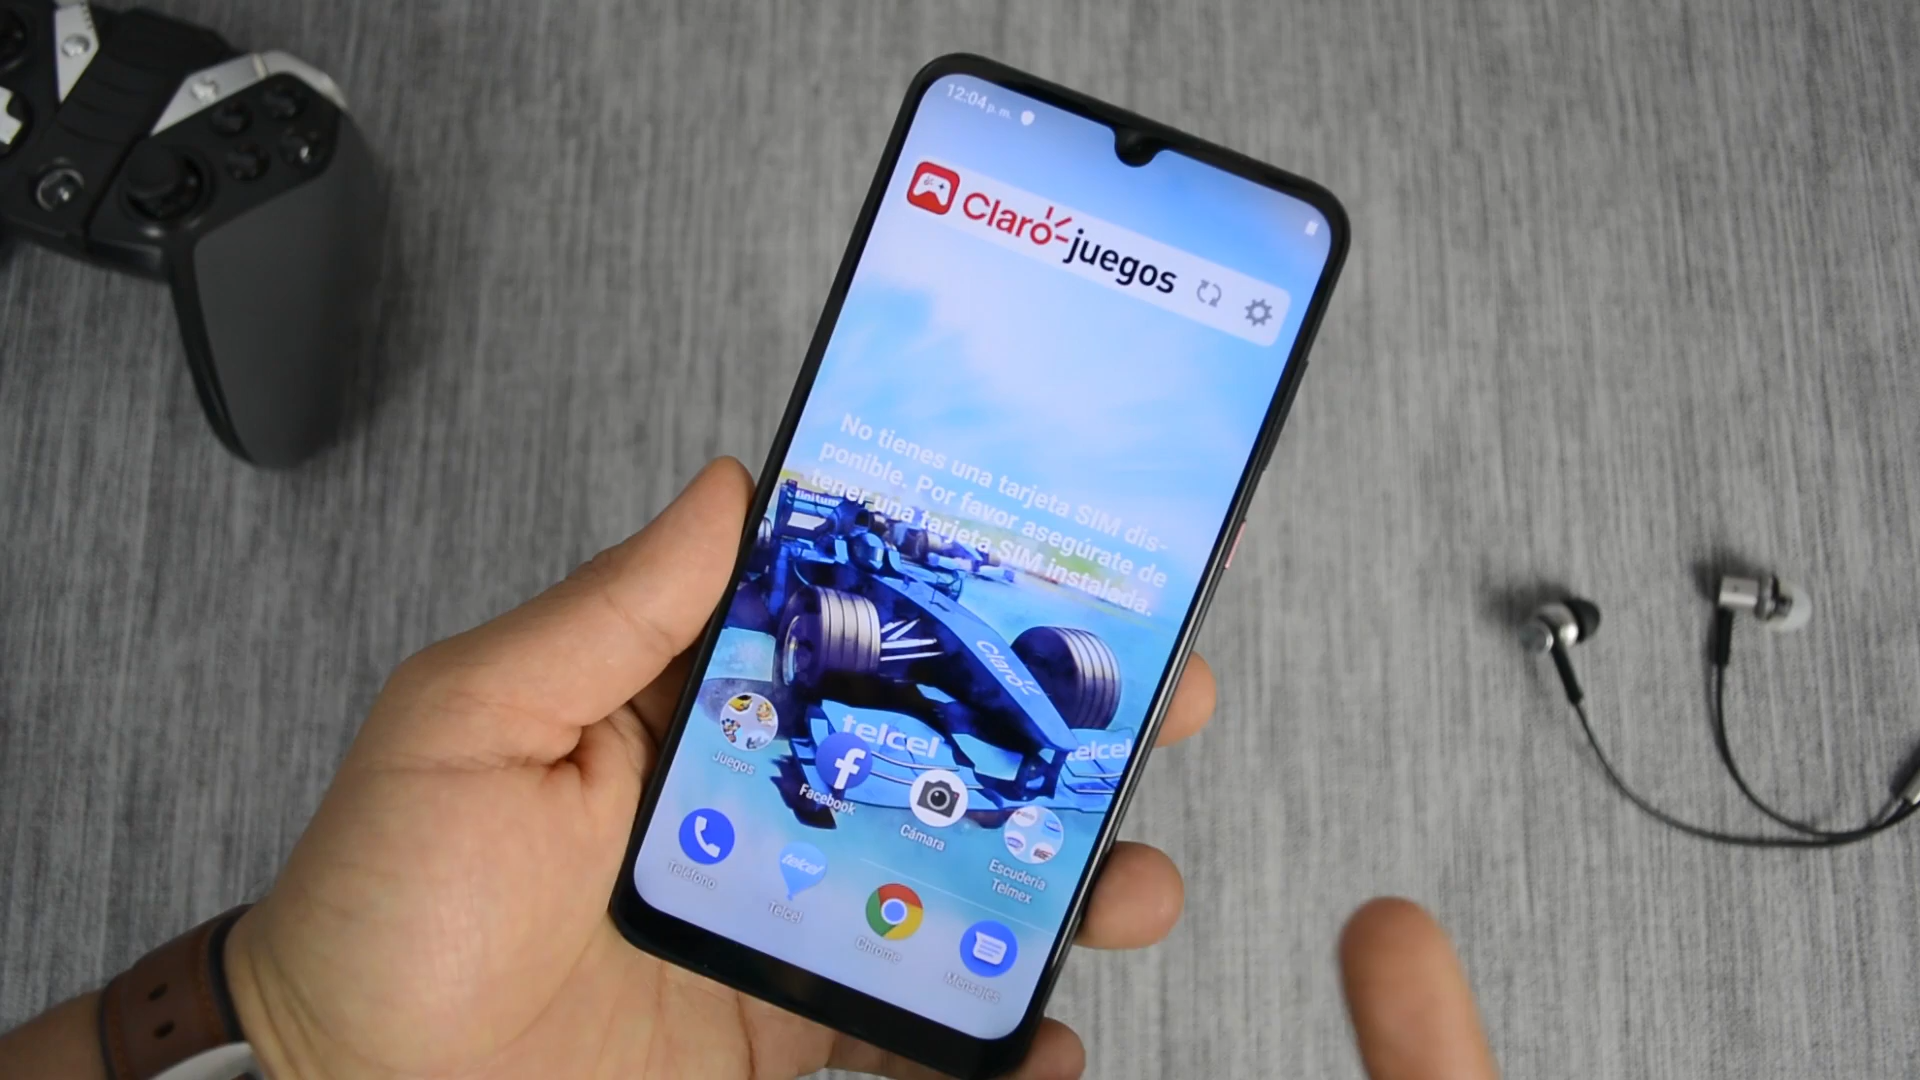 12:04 p. m.
Claro-juegos
No tienes una tarjeta SIM dis-
ponible. Por favor asegúrate de
tener una tarjeta SIM instalada.
Claro
telcel
telcel
Juegos
Facebook
Cámara
Escudería
Telmex
Teléfono
telcel
Telcel
Chrome
Mensajes